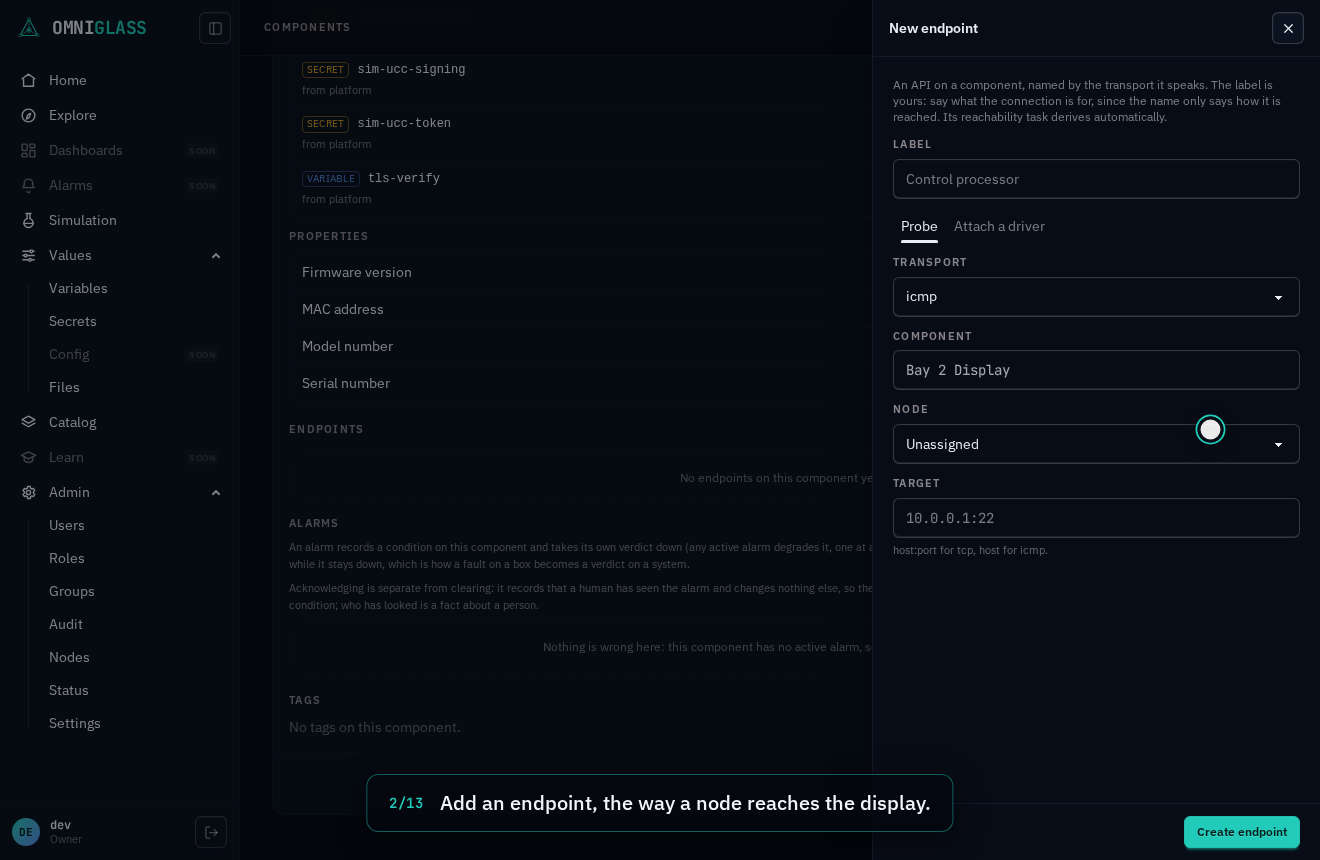 OMNIGLASS
Home
Explore
Dashboards SOON
Alarms SOON
Simulation
Values
Variables
Secrets
Config SOON
Files
Catalog
Learn SOON
Admin
Users
Roles
Groups
Audit
Nodes
Status
Settings
DE
dev
Owner
COMPONENTS
SECRET sim-ucc-signing
from platform
SECRET sim-ucc-token
from platform
VARIABLE tls-verify
from platform
PROPERTIES
Firmware version
MAC address
Model number
Serial number
ENDPOINTS
No endpoints on this component ye
ALARMS
An alarm records a condition on this component and takes its own verdict down (any active alarm degrades it, one at a
while it stays down, which is how a fault on a box becomes a verdict on a system.
Acknowledging is separate from clearing: it records that a human has seen the alarm and changes nothing else, so the
condition; who has looked is a fact about a person.
Nothing is wrong here: this component has no active alarm, s
TAGS
No tags on this component.
New endpoint
An API on a component, named by the transport it speaks. The label is
yours: say what the connection is for, since the name only says how it is
reached. Its reachability task derives automatically.
LABEL
Control processor
Probe Attach a driver
TRANSPORT
icmp
COMPONENT
Bay 2 Display
NODE
Unassigned
TARGET
10.0.0.1:22
host:port for tcp, host for icmp.
2/13 Add an endpoint, the way a node reaches the display.
Create endpoint